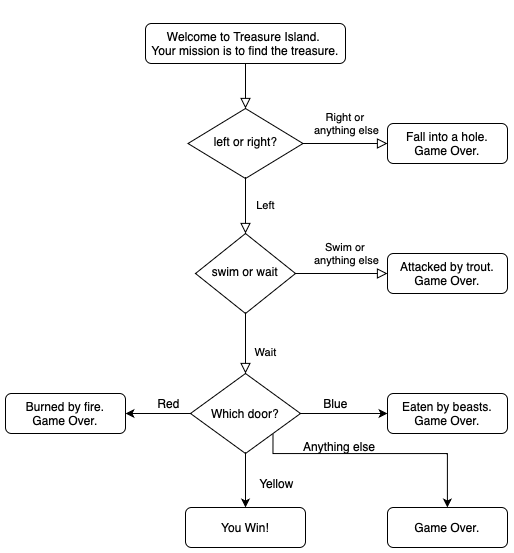 Welcome to Treasure Island.
Your mission is to find the treasure.
left or right?
Right or
anything else
Fall into a hole.
Game Over.
Left
swim or wait
Swim or
anything else
Attacked by trout.
Game Over.
Wait
Burned by fire.
Game Over.
Red
Which door?
Blue
Eaten by beasts.
Game Over.
Anything else
Yellow
You Win!
Game Over.